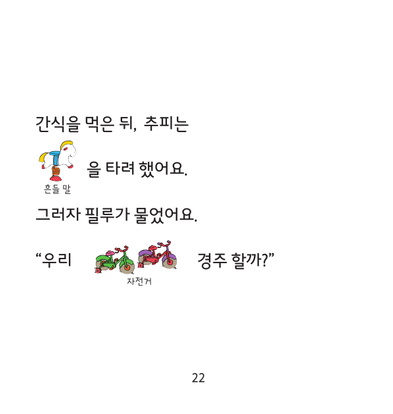 간식을 먹은 뒤, 추피는
을 타려 했어요.
흔들 말
그러자 필루가 물었어요.
“우리 경주 할까?”
자전거
22